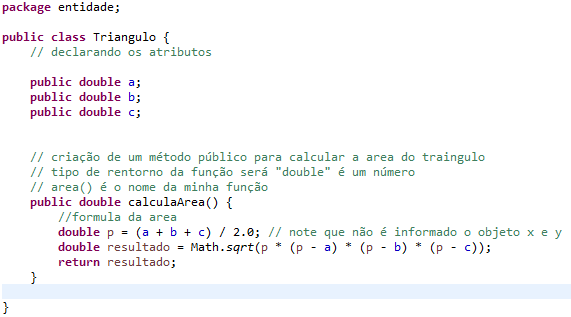 package entidade;
public class Triangulo {
// declarando os atributos
public double a;
public double b;
public double c;
// criação de um método público para calcular a area do traingulo
// tipo de rentorno da função será "double" é um número
// area() é o nome da minha função
public double calculaArea() {
//formula da area
double p = (a + b + c) / 2.0; // note que não é informado o objeto x e y
double resultado = Math.sqrt(p * (p - a) * (p - b) * (p - c));
return resultado;
}
}